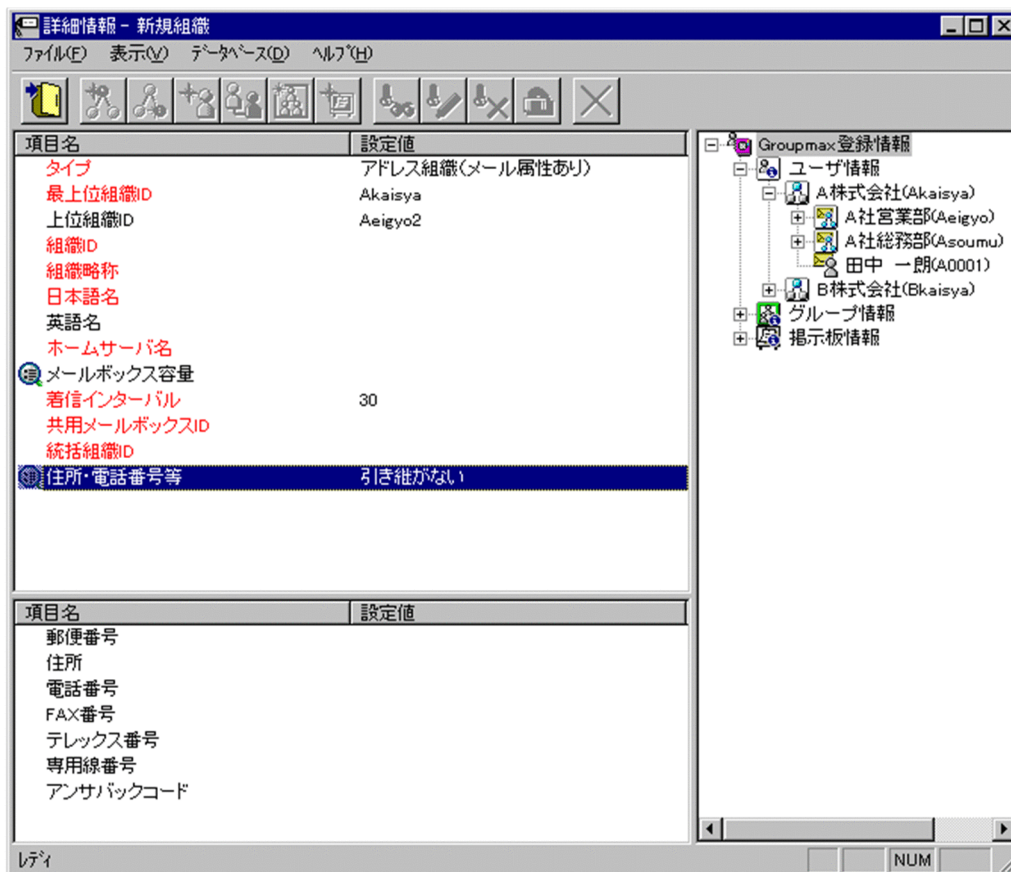 詳細情報 - 新規組織
ﾌｧｲﾙ(F) 表示(V) ﾃﾞｰﾀﾍﾞｰｽ(D) ﾍﾙﾌﾟ(H)
項目名 設定値
タイプ アドレス組織(メール属性あり)
最上位組織ID Akaisya
上位組織ID Aeigyo2
組織ID
組織略称
日本語名
英語名
ホームサーバ名
メールボックス容量
着信インターバル 30
共用メールボックスID
統括組織ID
住所・電話番号等 引き継がない
項目名 設定値
郵便番号
住所
電話番号
FAX番号
テレックス番号
専用線番号
アンサバックコード
Groupmax登録情報
ユーザ情報
A株式会社(Akaisya)
A社営業部(Aeigyo)
A社総務部(Asoumu)
田中 一朗(A0001)
B株式会社(Bkaisya)
グループ情報
掲示板情報
ﾚﾃﾞｨ NUM